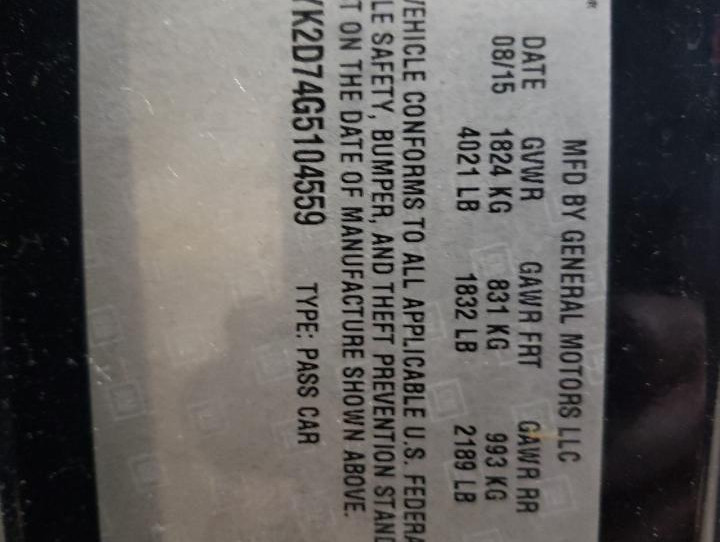 MFD BY GENERAL MOTORS LLC
DATE GVWR GAWR FRT GAWR RR
08/15 1824 KG 831 KG 993 KG
4021 LB 1832 LB 2189 LB
VEHICLE CONFORMS TO ALL APPLICABLE U.S. FEDERA
LE SAFETY, BUMPER, AND THEFT PREVENTION STAND
T ON THE DATE OF MANUFACTURE SHOWN ABOVE.
YK2D74G5104559 TYPE: PASS CAR